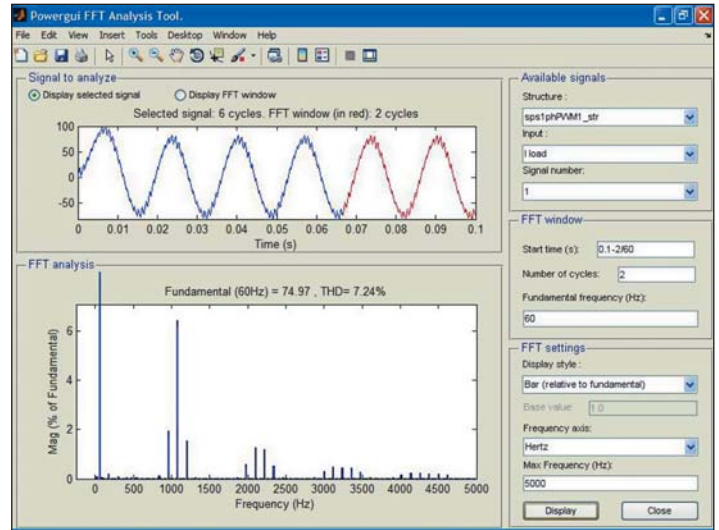 Powergui FFT Analysis Tool.
File Edit View Insert Tools Desktop Window Help
Signal to analyze
Display selected signal Display FFT window
Selected signal: 6 cycles. FFT window (in red): 2 cycles
100
50
0
-50
0 0.01 0.02 0.03 0.04 0.05 0.06 0.07 0.08 0.09 0.1
Time (s)
FFT analysis
Fundamental (60Hz) = 74.97 , THD= 7.24%
Mag (% of Fundamental)
6
4
2
0
0 500 1000 1500 2000 2500 3000 3500 4000 4500 5000
Frequency (Hz)
Available signals
Structure :
sps1phPWM1_str
Input :
I load
Signal number:
1
FFT window
Start time (s): 0.1-2/60
Number of cycles: 2
Fundamental frequency (Hz):
60
FFT settings
Display style :
Bar (relative to fundamental)
Base value: 1.0
Frequency axis:
Hertz
Max Frequency (Hz):
5000
Display Close